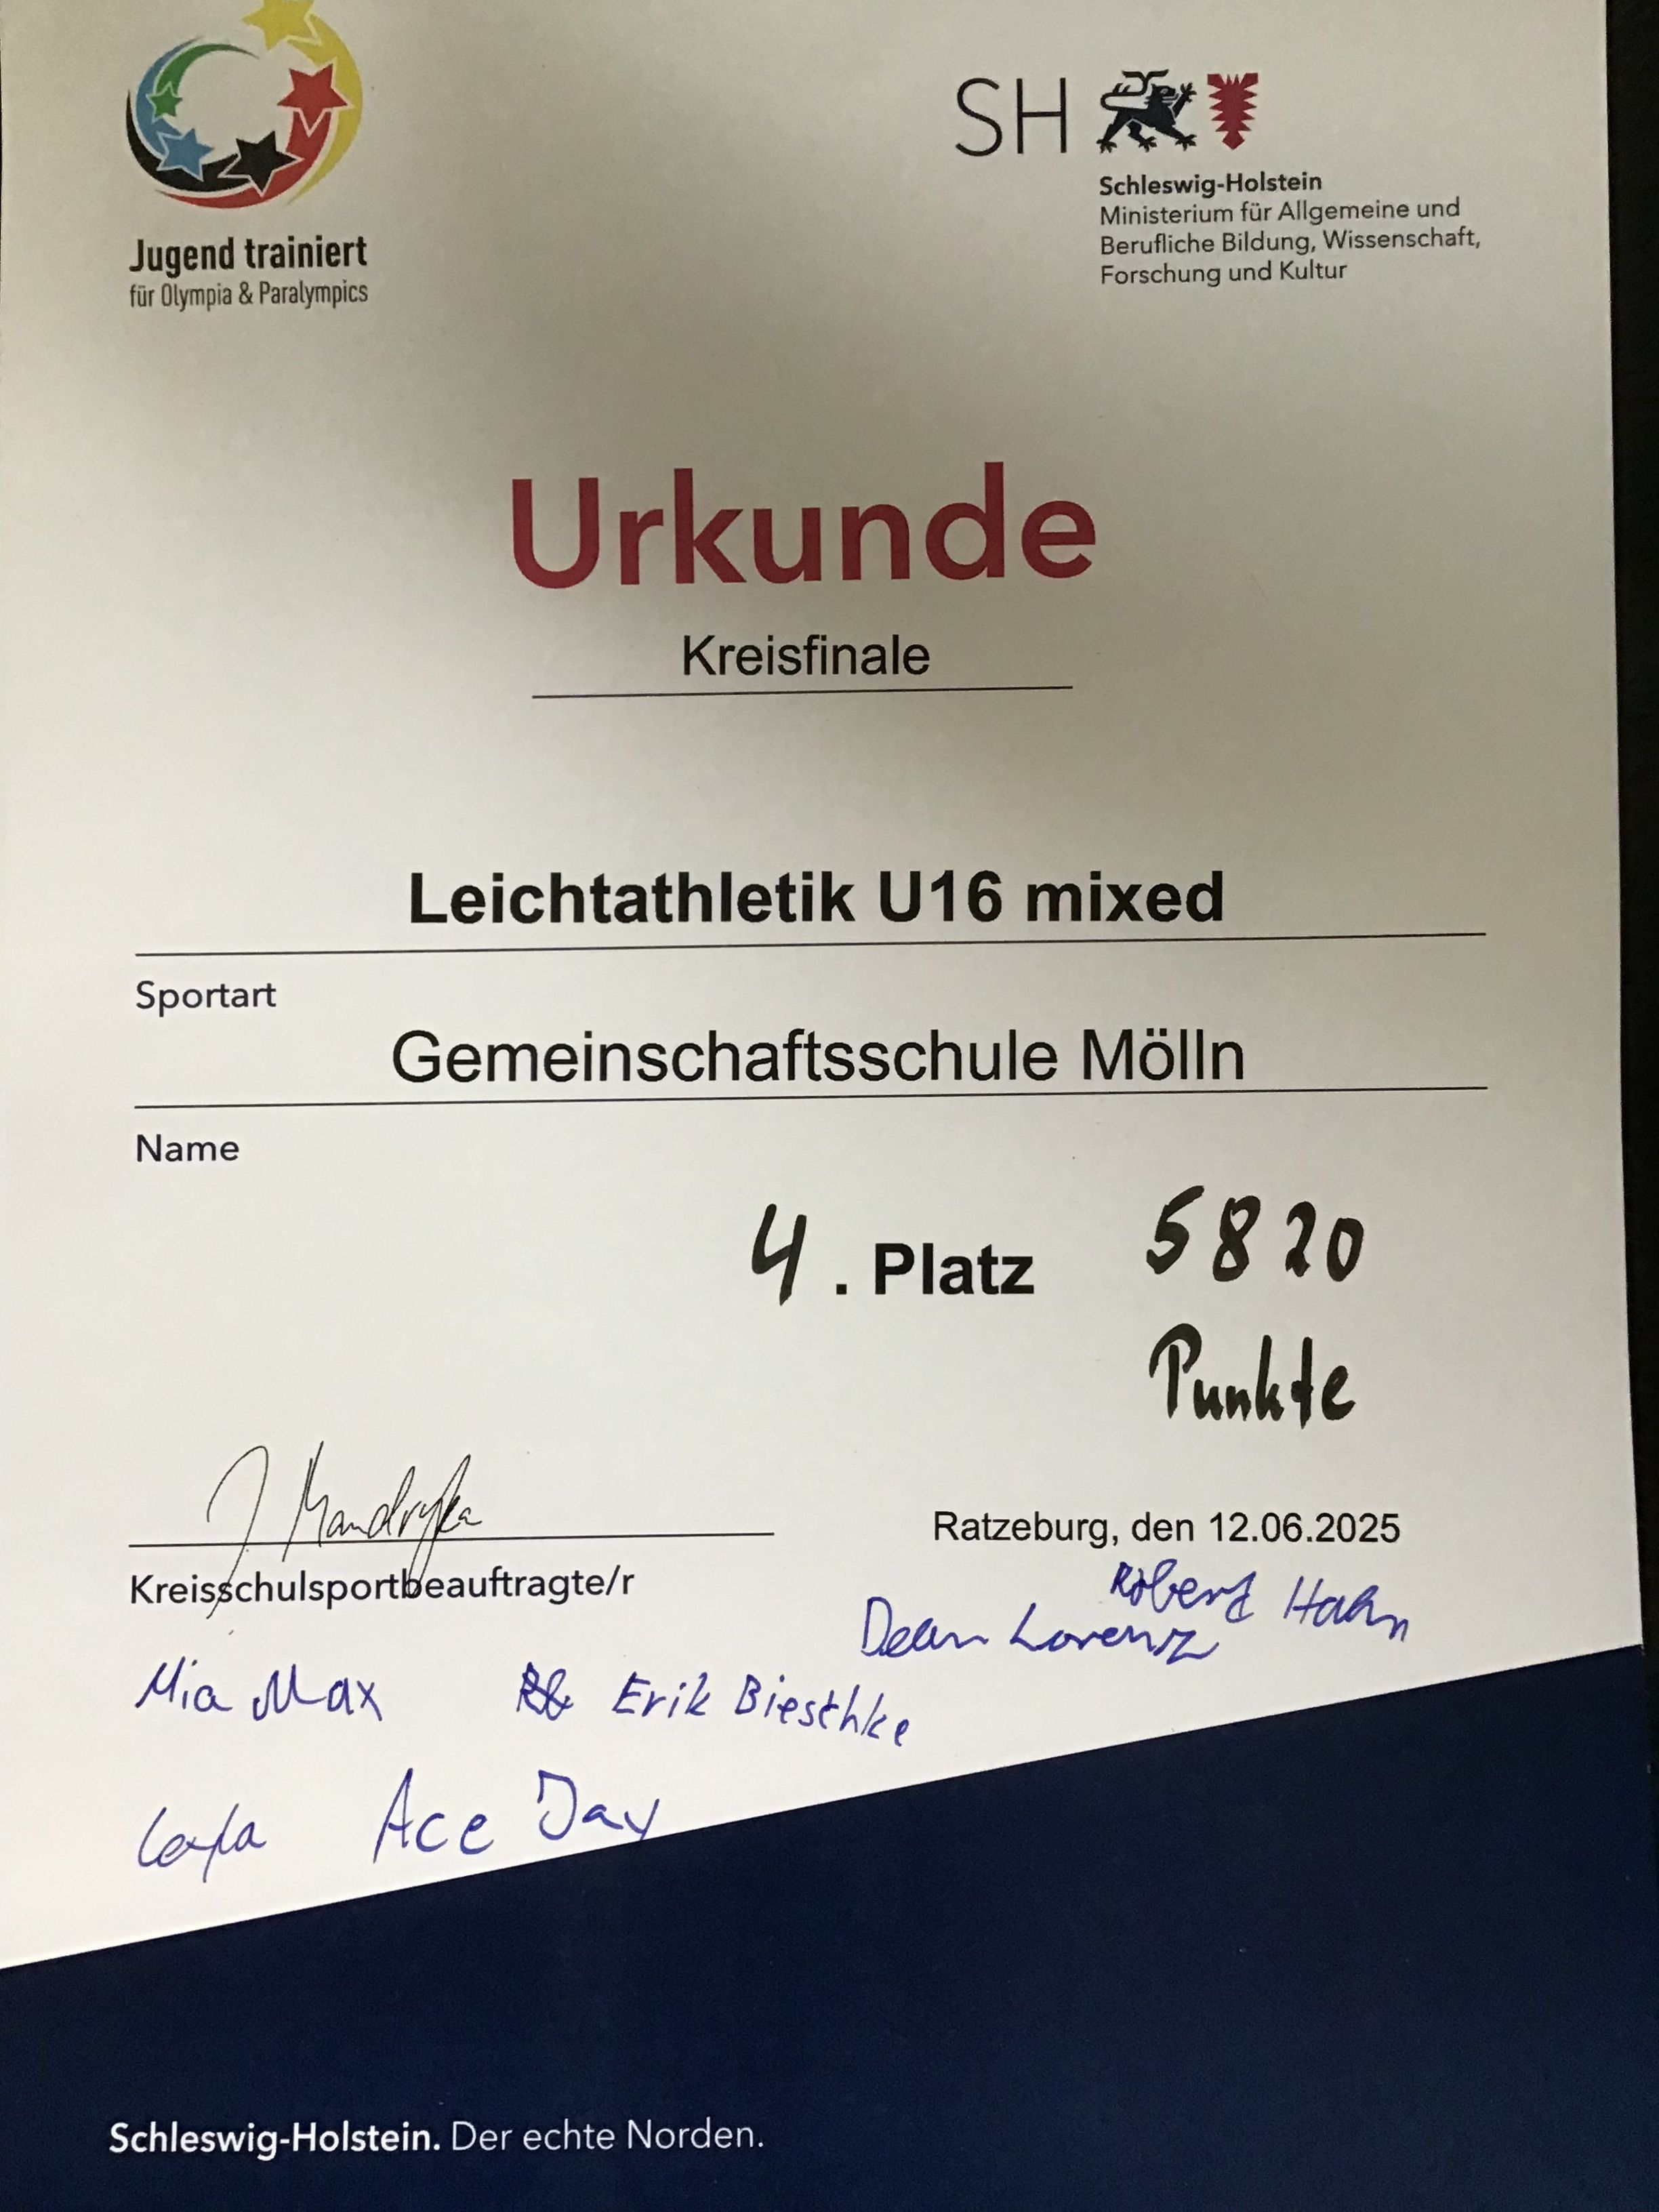 Jugend trainiert
für Olympia & Paralympics
SH
Schleswig-Holstein
Ministerium für Allgemeine und
Berufliche Bildung, Wissenschaft,
Forschung und Kultur
Urkunde
Kreisfinale
Leichtathletik U16 mixed
Sportart
Gemeinschaftsschule Mölln
Name
4. Platz 5820
Punkte
J Mandryka
Ratzeburg, den 12.06.2025
Kreisschulsportbeauftragte/r
Robert Hahn
Dean Lorenz
Mia Max Erik Bieschke
Ace Jay
Schleswig-Holstein. Der echte Norden.